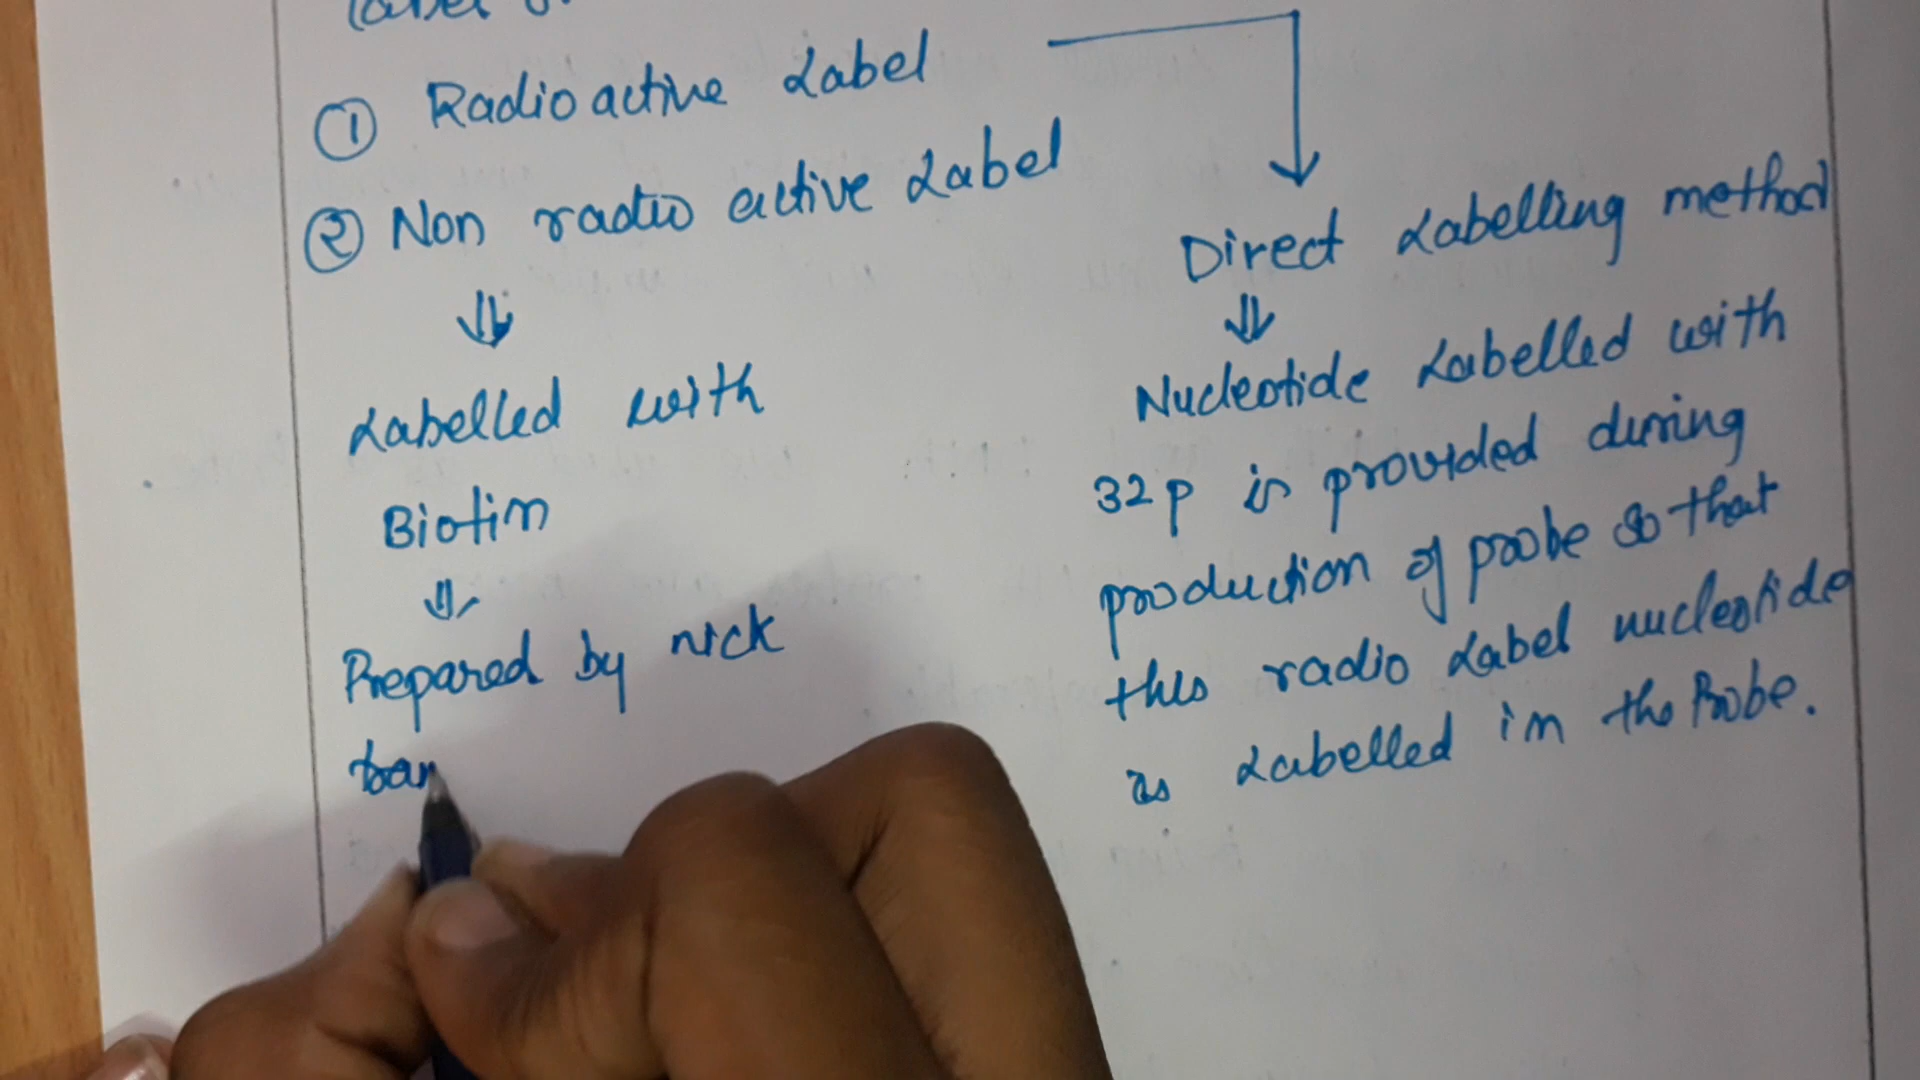 ① Radioactive Label
② Non radio active Label
⇓
Labelled with
Biotin
⇓
Prepared by nick
Direct Labelling method
⇓
Nucleotide Labelled with
32p is provided during
production of probe so that
this radio Label nucleotide
is Labelled in the Probe.